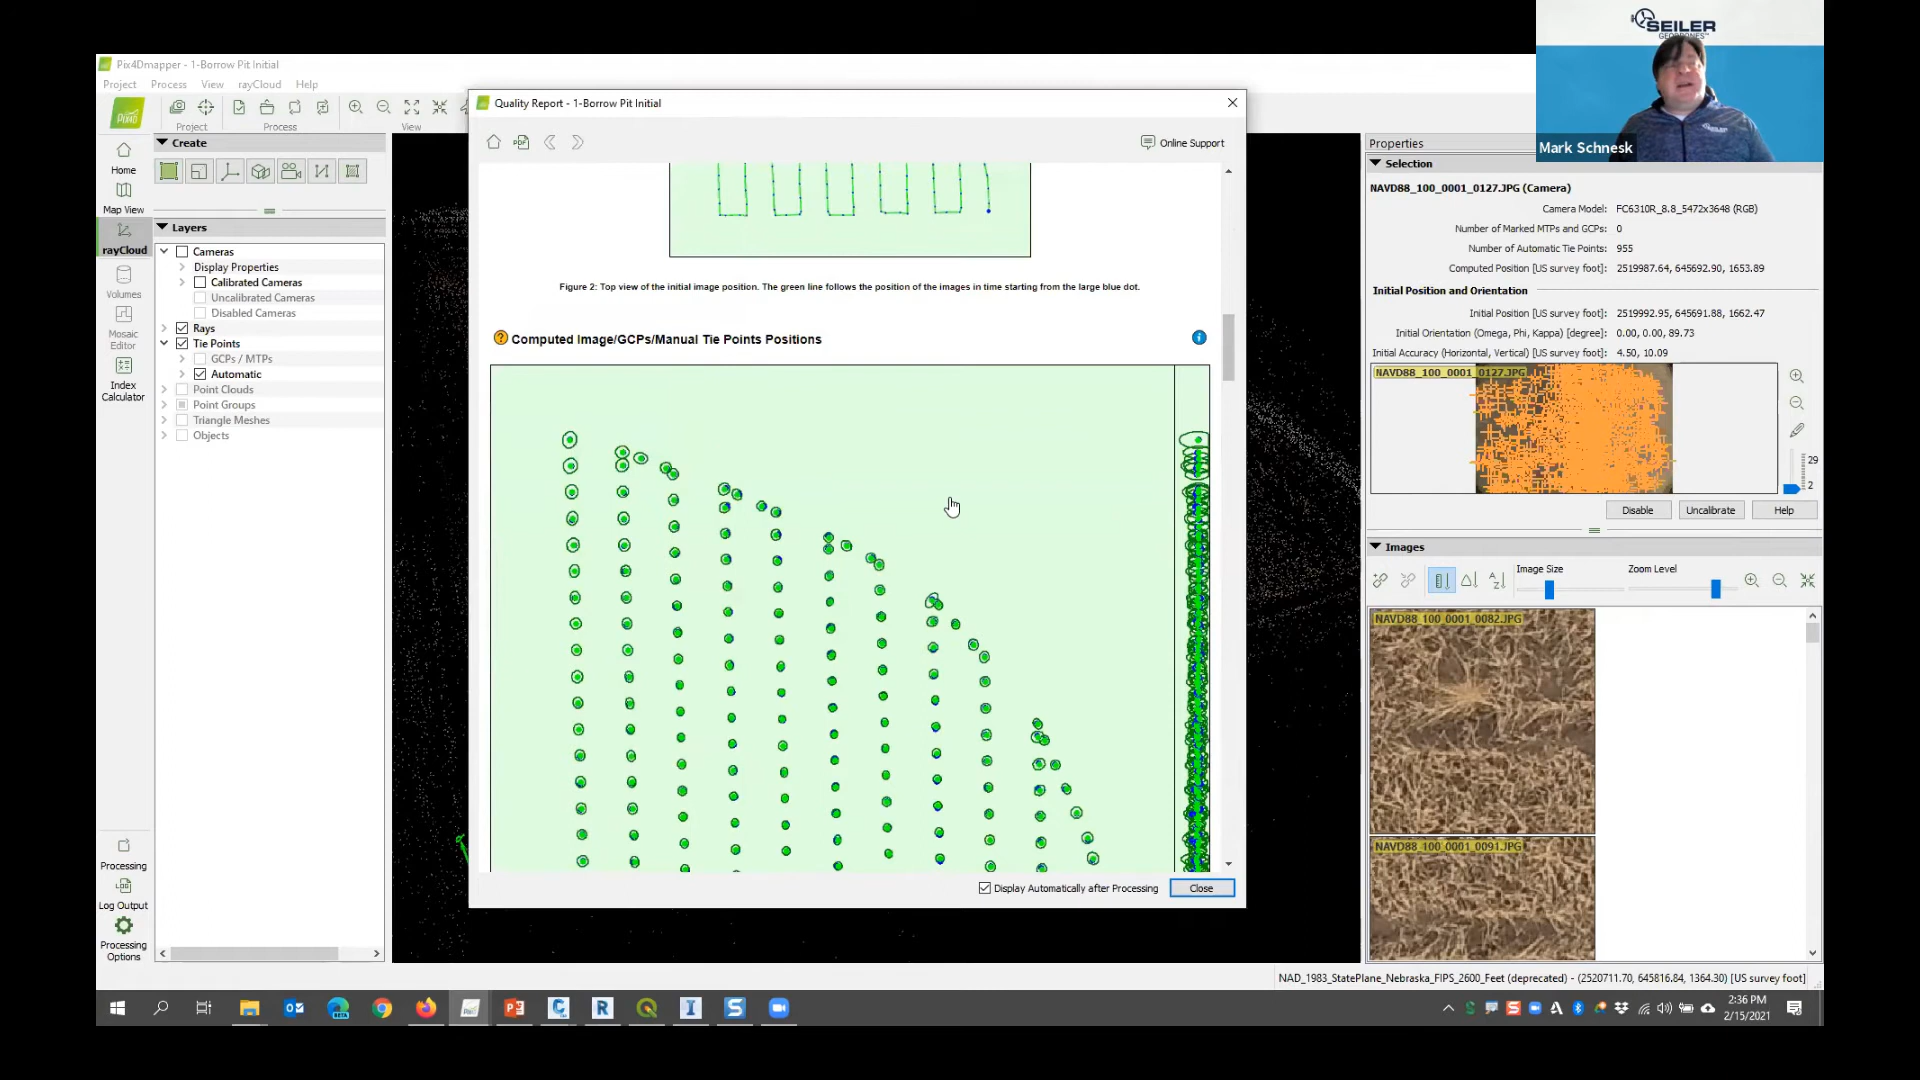 SEILER
GEODRONES™
Mark Schnesk
Pix4Dmapper - 1-Borrow Pit Initial
Project Process View rayCloud Help
Project Process View
Home
Map View
rayCloud
Volumes
Mosaic
Editor
Index
Calculator
Processing
Log Output
Processing
Options
Create
Layers
Cameras
Display Properties
Calibrated Cameras
Uncalibrated Cameras
Disabled Cameras
Rays
Tie Points
GCPs / MTPs
Automatic
Point Clouds
Point Groups
Triangle Meshes
Objects
Quality Report - 1-Borrow Pit Initial
PDF
Online Support
Figure 2: Top view of the initial image position. The green line follows the position of the images in time starting from the large blue dot.
Computed Image/GCPs/Manual Tie Points Positions
Display Automatically after Processing
Close
Properties
Selection
NAVD88_100_0001_0127.JPG (Camera)
Camera Model: FC6310R_8.8_5472x3648 (RGB)
Number of Marked MTPs and GCPs: 0
Number of Automatic Tie Points: 955
Computed Position [US survey foot]: 2519987.64, 645692.90, 1653.89
Initial Position and Orientation
Initial Position [US survey foot]: 2519992.95, 645691.88, 1662.47
Initial Orientation (Omega, Phi, Kappa) [degree]: 0.00, 0.00, 89.73
Initial Accuracy (Horizontal, Vertical) [US survey foot]: 4.50, 10.09
NAVD88_100_0001_0127.JPG
29
2
Disable Uncalibrate Help
Images
Image Size Zoom Level
NAVD88_100_0001_0082.JPG
NAVD88_100_0001_0091.JPG
NAD_1983_StatePlane_Nebraska_FIPS_2600_Feet (deprecated) - (2520711.70, 645816.84, 1364.30) [US survey foot]
2:36 PM
2/15/2021